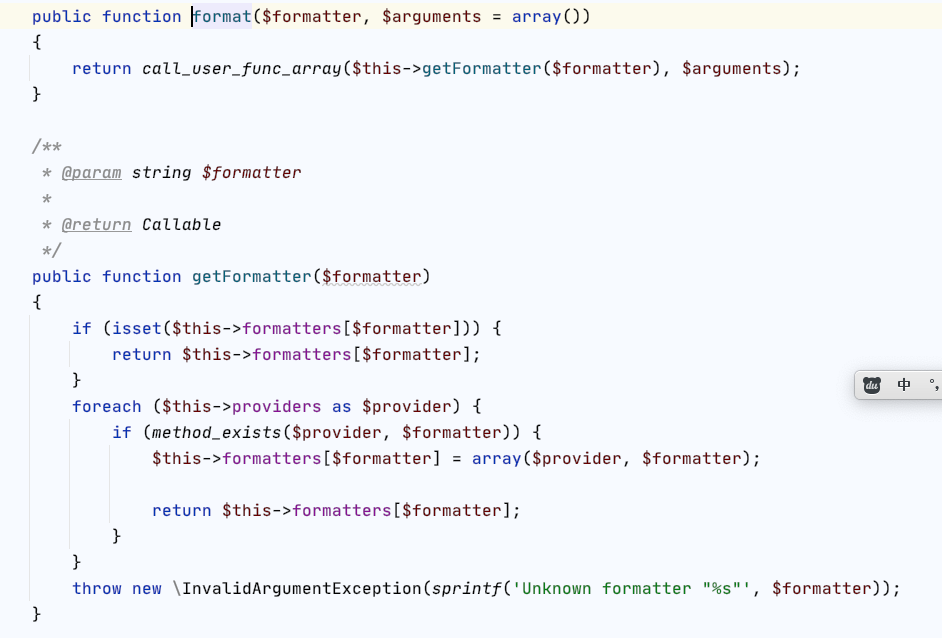 public function format($formatter, $arguments = array())
{
    return call_user_func_array($this->getFormatter($formatter), $arguments);
}

/**
 * @param string $formatter
 *
 * @return Callable
 */
public function getFormatter($formatter)
{
    if (isset($this->formatters[$formatter])) {
        return $this->formatters[$formatter];
    }
    foreach ($this->providers as $provider) {
        if (method_exists($provider, $formatter)) {
            $this->formatters[$formatter] = array($provider, $formatter);

            return $this->formatters[$formatter];
        }
    }
    throw new \InvalidArgumentException(sprintf('Unknown formatter "%s"', $formatter));
}
du 中 °,